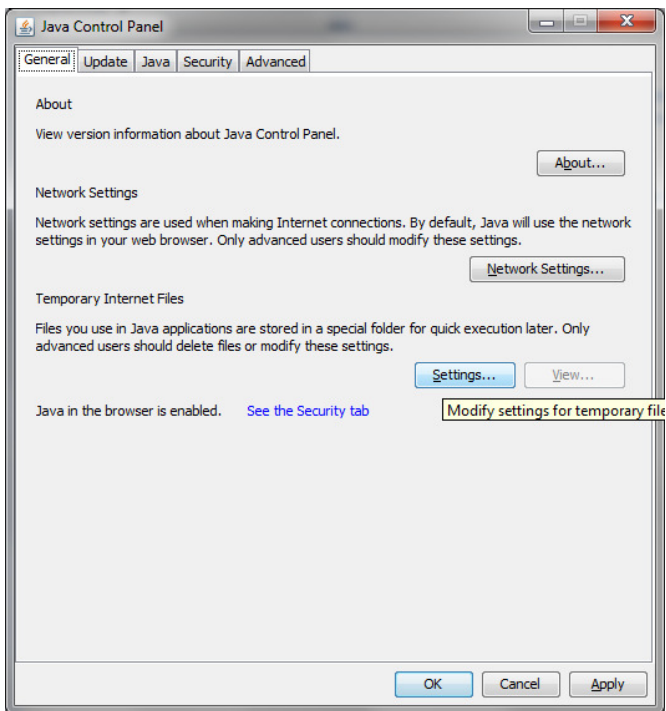 Java Control Panel
General Update Java Security Advanced
About
View version information about Java Control Panel.
About...
Network Settings
Network settings are used when making Internet connections. By default, Java will use the network
settings in your web browser. Only advanced users should modify these settings.
Network Settings...
Temporary Internet Files
Files you use in Java applications are stored in a special folder for quick execution later. Only
advanced users should delete files or modify these settings.
Settings... View...
Java in the browser is enabled. See the Security tab
Modify settings for temporary file
OK Cancel Apply